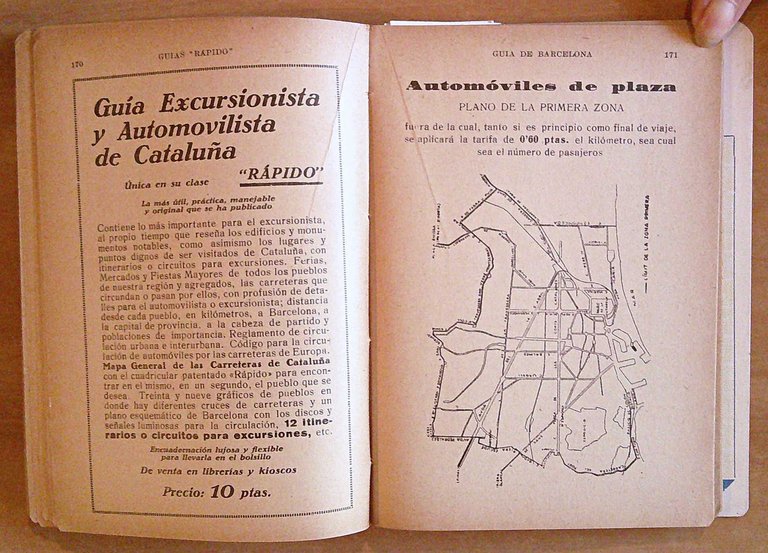 170
GUIAS "RÁPIDO"
Guía Excursionista
y Automovilista
de Cataluña
Única en su clase
"RÁPIDO"
La más útil, práctica, manejable
y original que se ha publicado
Contiene lo más importante para el excursionista,
al propio tiempo que reseña los edificios y monu-
mentos notables, como asimismo los lugares y
puntos dignos de ser visitados de Cataluña, con
itinerarios o circuitos para excursiones. Ferias,
Mercados y Fiestas Mayores de todos los pueblos
de nuestra región y agregados, las carreteras que
circundan o pasan por ellos, con profusión de deta-
lles para el automovilista o excursionista; distancia
desde cada pueblo, en kilómetros, a Barcelona, a
la capital de provincia, a la cabeza de partido y
poblaciones de importancia. Reglamento de circu-
lación urbana e interurbana. Código para la circu-
lación de automóviles por las carreteras de Europa.
Mapa General de las Carreteras de Cataluña
con el cuadricular patentado «Rápido» para encon-
trar en el mismo, en un segundo, el pueblo que se
desea. Treinta y nueve gráficos de pueblos en
donde hay diferentes cruces de carreteras y un
plano esquemático de Barcelona con los discos y
señales luminosas para la circulación, 12 itine-
rarios o circuitos para excursiones, etc.
Encuadernación lujosa y flexible
para llevarla en el bolsillo
De venta en librerías y kioscos
Precio: 10 ptas.
GUIA DE BARCELONA
171
Automóviles de plaza
PLANO DE LA PRIMERA ZONA
fuera de la cual, tanto si es principio como final de viaje,
se aplicará la tarifa de 0'60 ptas. el kilómetro, sea cual
sea el número de pasajeros
LIMIT DE LA ZONA PRIMERA
MAR